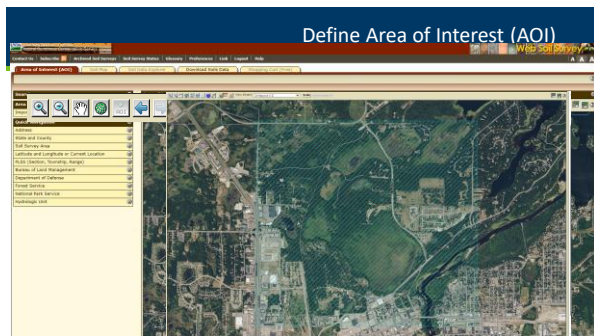 Define Area of Interest (AOI)
Web Soil Survey
Contact Us Subscribe Archived Soil Surveys Soil Survey Status Glossary Preferences Link Logout Help
A A A
Area of Interest (AOI) Soil Map Soil Data Explorer Download Soils Data Shopping Cart (Free)
Quick Navigation
Address
State and County
Soil Survey Area
Latitude and Longitude or Current Location
PLSS (Section, Township, Range)
Bureau of Land Management
Department of Defense
Forest Service
National Park Service
Hydrologic Unit